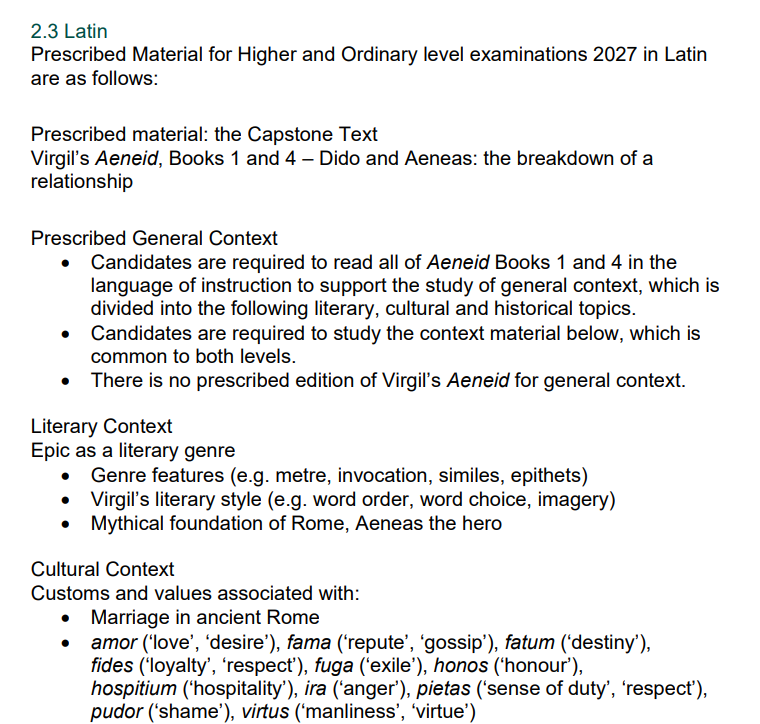 2.3 Latin
Prescribed Material for Higher and Ordinary level examinations 2027 in Latin
are as follows:
Prescribed material: the Capstone Text
Virgil’s Aeneid, Books 1 and 4 – Dido and Aeneas: the breakdown of a
relationship
Prescribed General Context
• Candidates are required to read all of Aeneid Books 1 and 4 in the
language of instruction to support the study of general context, which is
divided into the following literary, cultural and historical topics.
• Candidates are required to study the context material below, which is
common to both levels.
• There is no prescribed edition of Virgil’s Aeneid for general context.
Literary Context
Epic as a literary genre
• Genre features (e.g. metre, invocation, similes, epithets)
• Virgil’s literary style (e.g. word order, word choice, imagery)
• Mythical foundation of Rome, Aeneas the hero
Cultural Context
Customs and values associated with:
• Marriage in ancient Rome
• amor (‘love’, ‘desire’), fama (‘repute’, ‘gossip’), fatum (‘destiny’),
fides (‘loyalty’, ‘respect’), fuga (‘exile’), honos (‘honour’),
hospitium (‘hospitality’), ira (‘anger’), pietas (‘sense of duty’, ‘respect’),
pudor (‘shame’), virtus (‘manliness’, ‘virtue’)